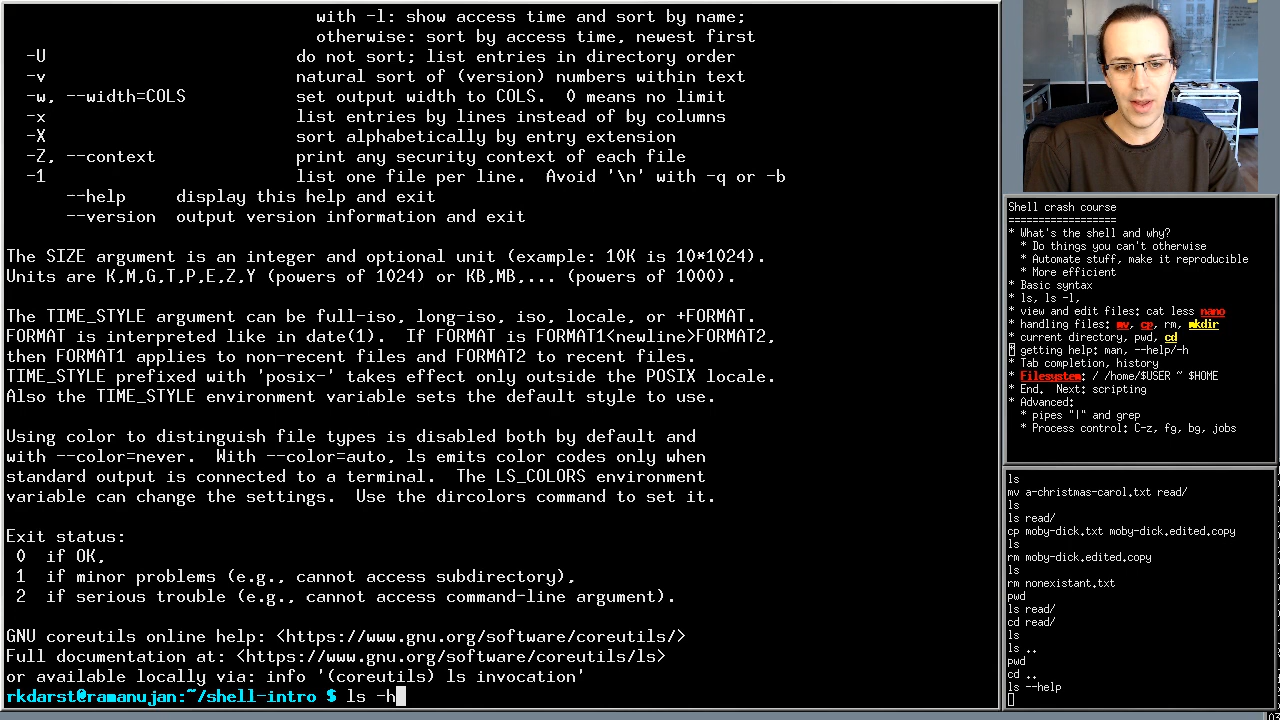 with -l: show access time and sort by name;
otherwise: sort by access time, newest first
-U do not sort; list entries in directory order
-v natural sort of (version) numbers within text
-w, --width=COLS set output width to COLS.  0 means no limit
-x list entries by lines instead of by columns
-X sort alphabetically by entry extension
-Z, --context print any security context of each file
-1 list one file per line.  Avoid '\n' with -q or -b
--help display this help and exit
--version output version information and exit
The SIZE argument is an integer and optional unit (example: 10K is 10*1024).
Units are K,M,G,T,P,E,Z,Y (powers of 1024) or KB,MB,... (powers of 1000).
The TIME_STYLE argument can be full-iso, long-iso, iso, locale, or +FORMAT.
FORMAT is interpreted like in date(1).  If FORMAT is FORMAT1<newline>FORMAT2,
then FORMAT1 applies to non-recent files and FORMAT2 to recent files.
TIME_STYLE prefixed with 'posix-' takes effect only outside the POSIX locale.
Also the TIME_STYLE environment variable sets the default style to use.
Using color to distinguish file types is disabled both by default and
with --color=never.  With --color=auto, ls emits color codes only when
standard output is connected to a terminal.  The LS_COLORS environment
variable can change the settings.  Use the dircolors command to set it.
Exit status:
0  if OK,
1  if minor problems (e.g., cannot access subdirectory),
2  if serious trouble (e.g., cannot access command-line argument).
GNU coreutils online help: <https://www.gnu.org/software/coreutils/>
Full documentation at: <https://www.gnu.org/software/coreutils/ls>
or available locally via: info '(coreutils) ls invocation'
rkdarst@ramanujan:~/shell-intro $ ls -h
Shell crash course
==================
* What's the shell and why?
* Do things you can't otherwise
* Automate stuff, make it reproducible
* More efficient
* Basic syntax
* ls, ls -l,
* view and edit files: cat less nano
* handling files: mv, cp, rm, mkdir
* current directory, pwd, cd
* getting help: man, --help/-h
* Tab completion, history
* Filesystem: / /home/$USER ~ $HOME
* End.  Next: scripting
* Advanced:
* pipes "|" and grep
* Process control: C-z, fg, bg, jobs
ls
mv a-christmas-carol.txt read/
ls
ls read/
cp moby-dick.txt moby-dick.edited.copy
ls
rm moby-dick.edited.copy
ls
rm nonexistant.txt
pwd
ls read/
cd read/
ls
ls ..
pwd
cd ..
ls --help